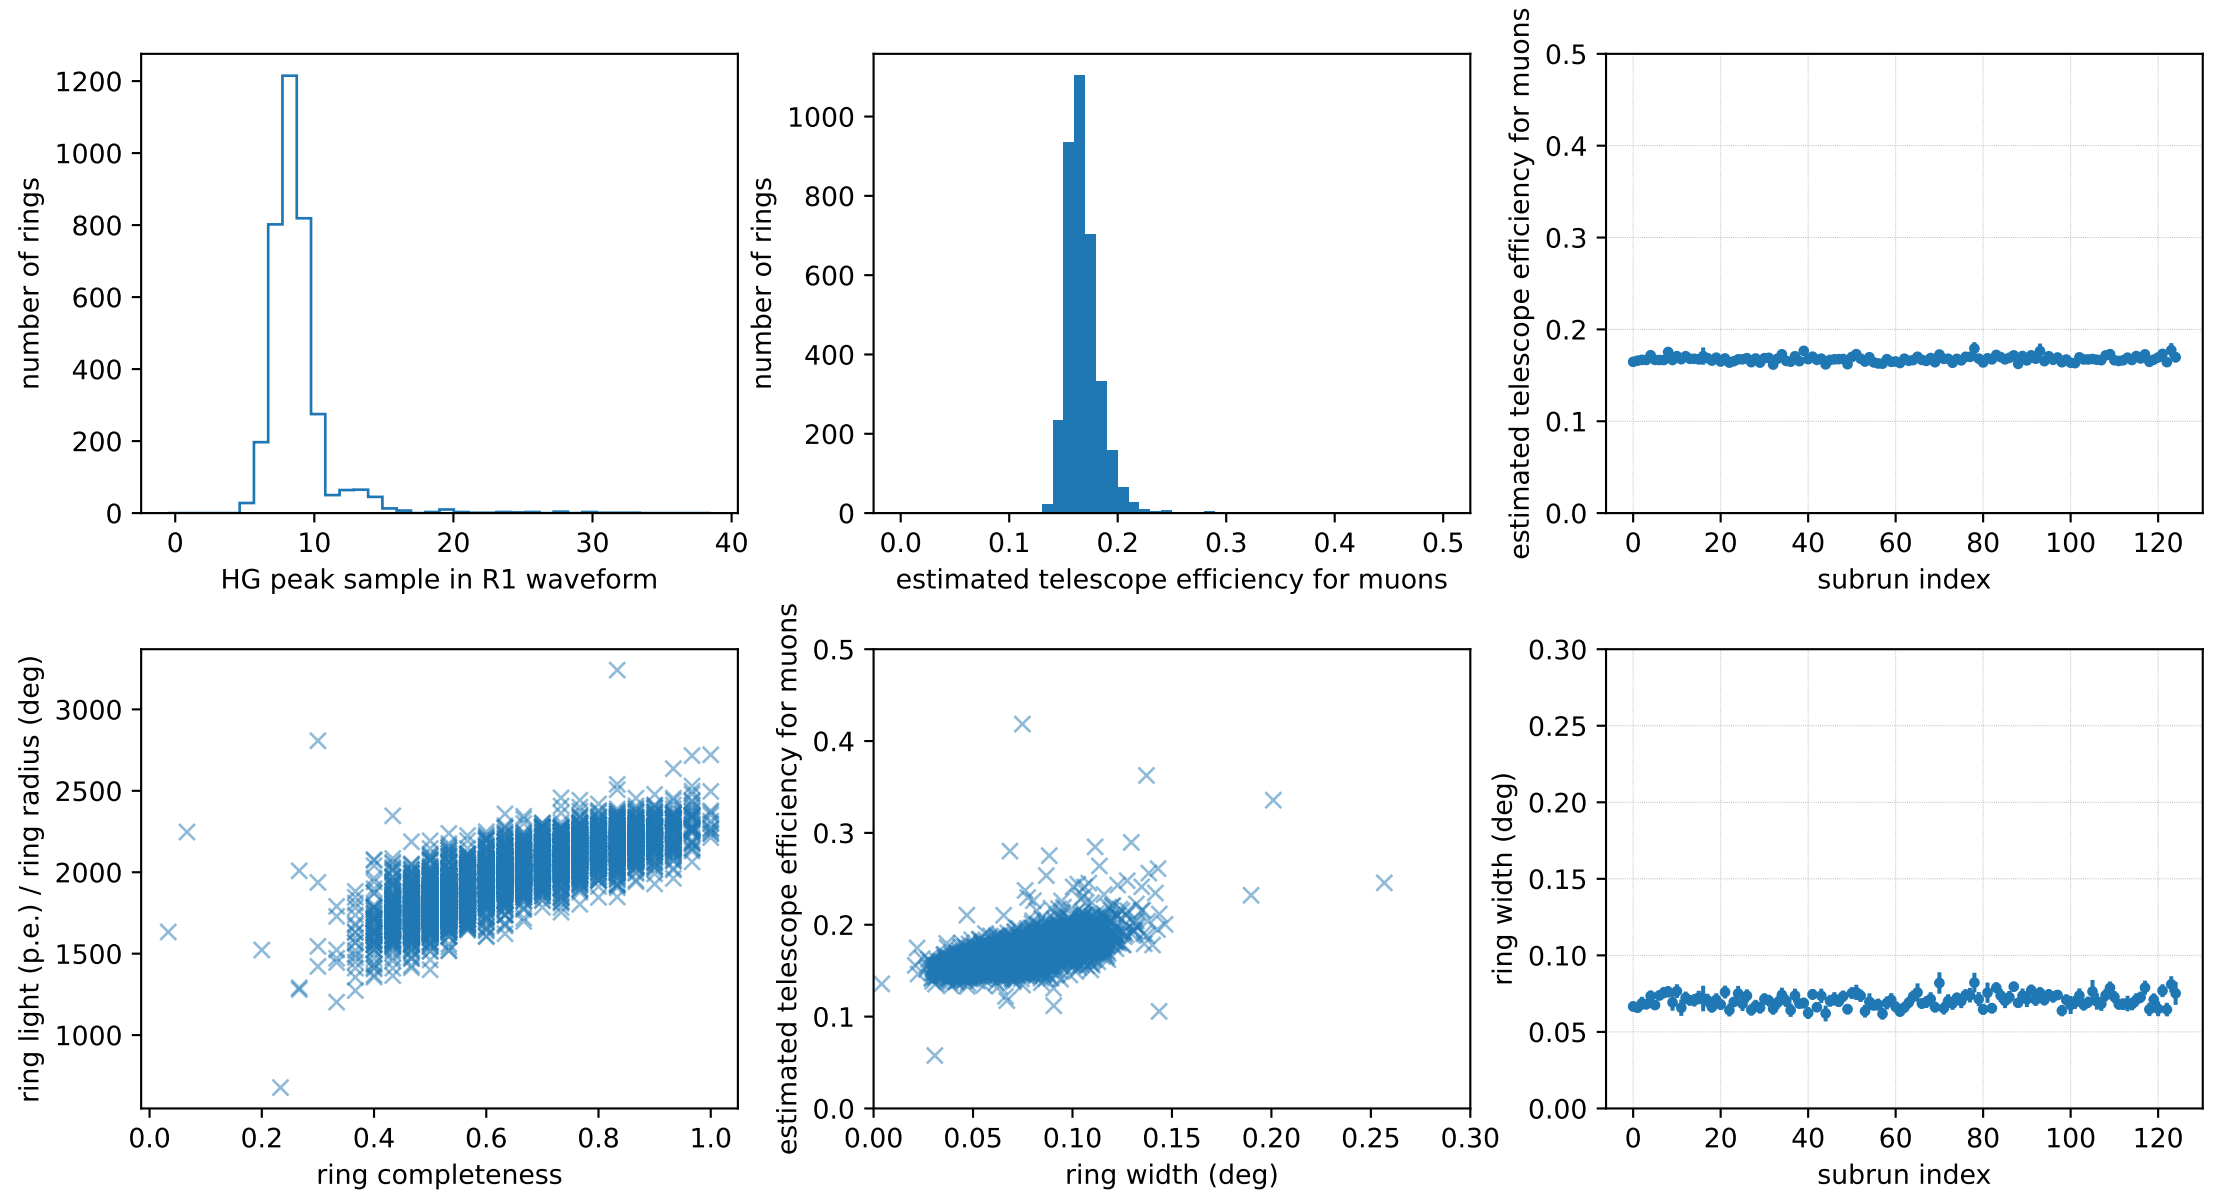 number of rings
1200
1000
800
600
400
200
0
0 10 20 30 40
HG peak sample in R1 waveform
number of rings
1000
800
600
400
200
0
0.0 0.1 0.2 0.3 0.4 0.5
estimated telescope efficiency for muons
estimated telescope efficiency for muons
0.5
0.4
0.3
0.2
0.1
0.0
0 20 40 60 80 100 120
subrun index
ring light (p.e.) / ring radius (deg)
3000
2500
2000
1500
1000
0.0 0.2 0.4 0.6 0.8 1.0
ring completeness
estimated telescope efficiency for muons
0.5
0.4
0.3
0.2
0.1
0.0
0.00 0.05 0.10 0.15 0.20 0.25 0.30
ring width (deg)
ring width (deg)
0.30
0.25
0.20
0.15
0.10
0.05
0.00
0 20 40 60 80 100 120
subrun index